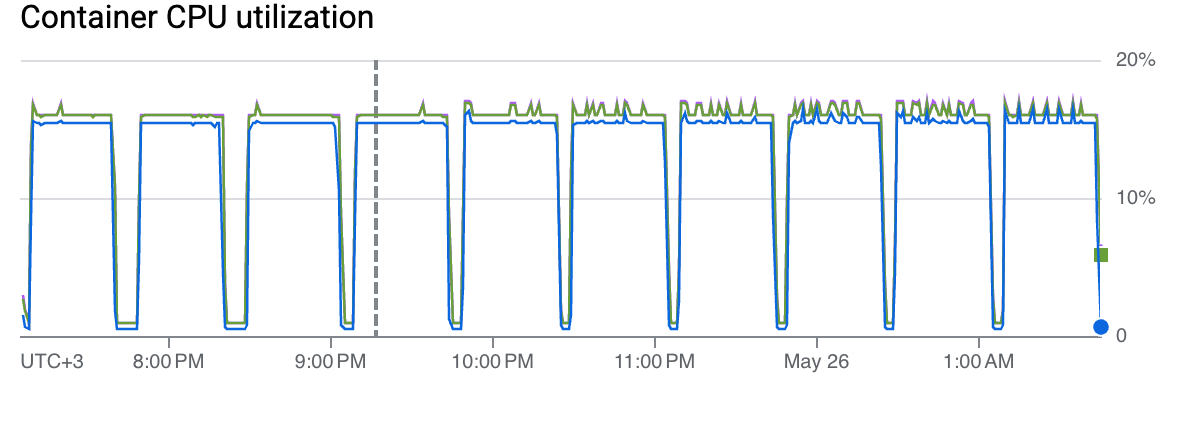 Container CPU utilization
20%
10%
0
UTC+3 8:00 PM 9:00 PM 10:00 PM 11:00 PM May 26 1:00 AM